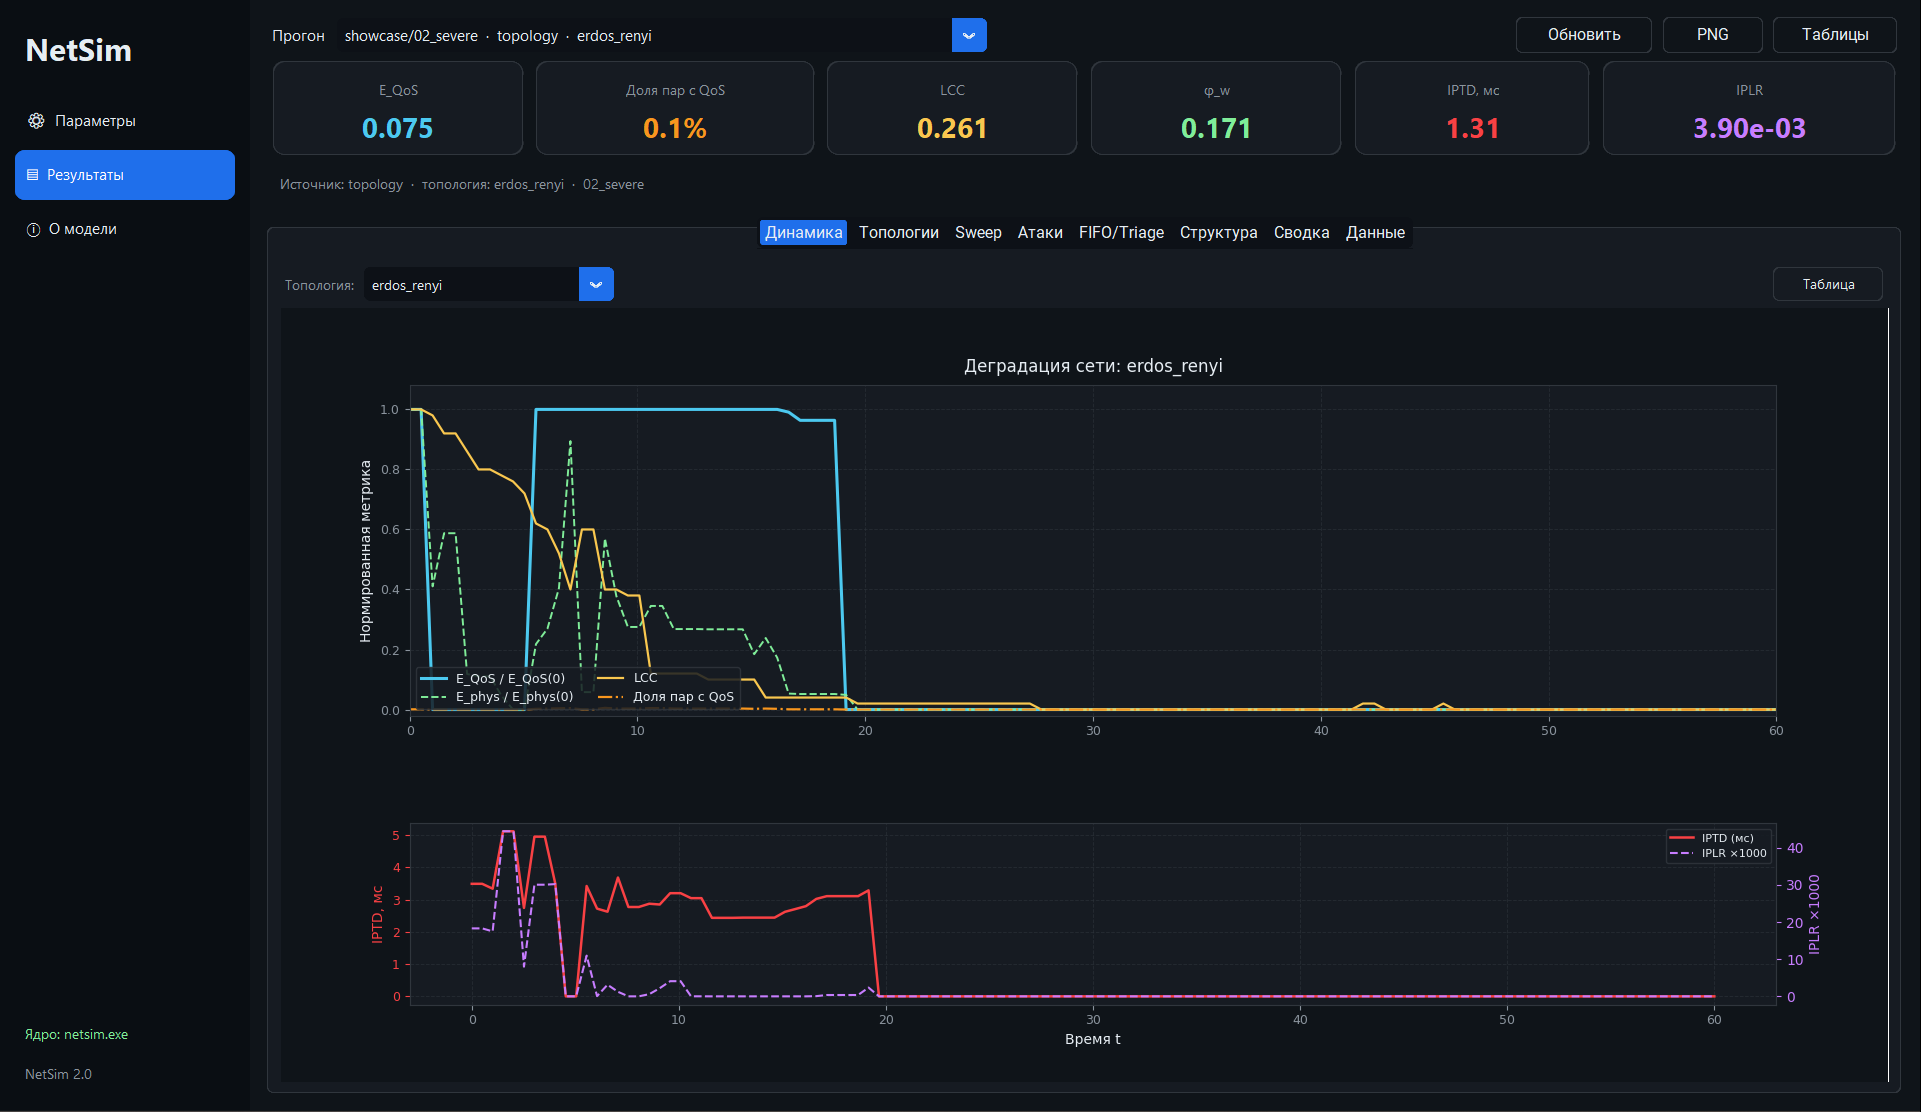 NetSim
Параметры
Результаты
О модели
Ядро: netsim.exe
NetSim 2.0
Прогон showcase/02_severe · topology · erdos_renyi
Обновить PNG Таблицы
E_QoS Доля пар с QoS LCC φ_w IPTD, мс IPLR
0.075 0.1% 0.261 0.171 1.31 3.90e-03
Источник: topology · топология: erdos_renyi · 02_severe
Динамика Топологии Sweep Атаки FIFO/Triage Структура Сводка Данные
Топология: erdos_renyi Таблица
Деградация сети: erdos_renyi
Нормированная метрика
1.0
0.8
0.6
0.4
0.2
0.0
E_QoS / E_QoS(0) LCC
E_phys / E_phys(0) Доля пар с QoS
0 10 20 30 40 50 60
IPTD, мс
5
4
3
2
1
0
IPTD (мс)
IPLR ×1000
40
30
20
10
0
IPLR ×1000
0 10 20 30 40 50 60
Время t